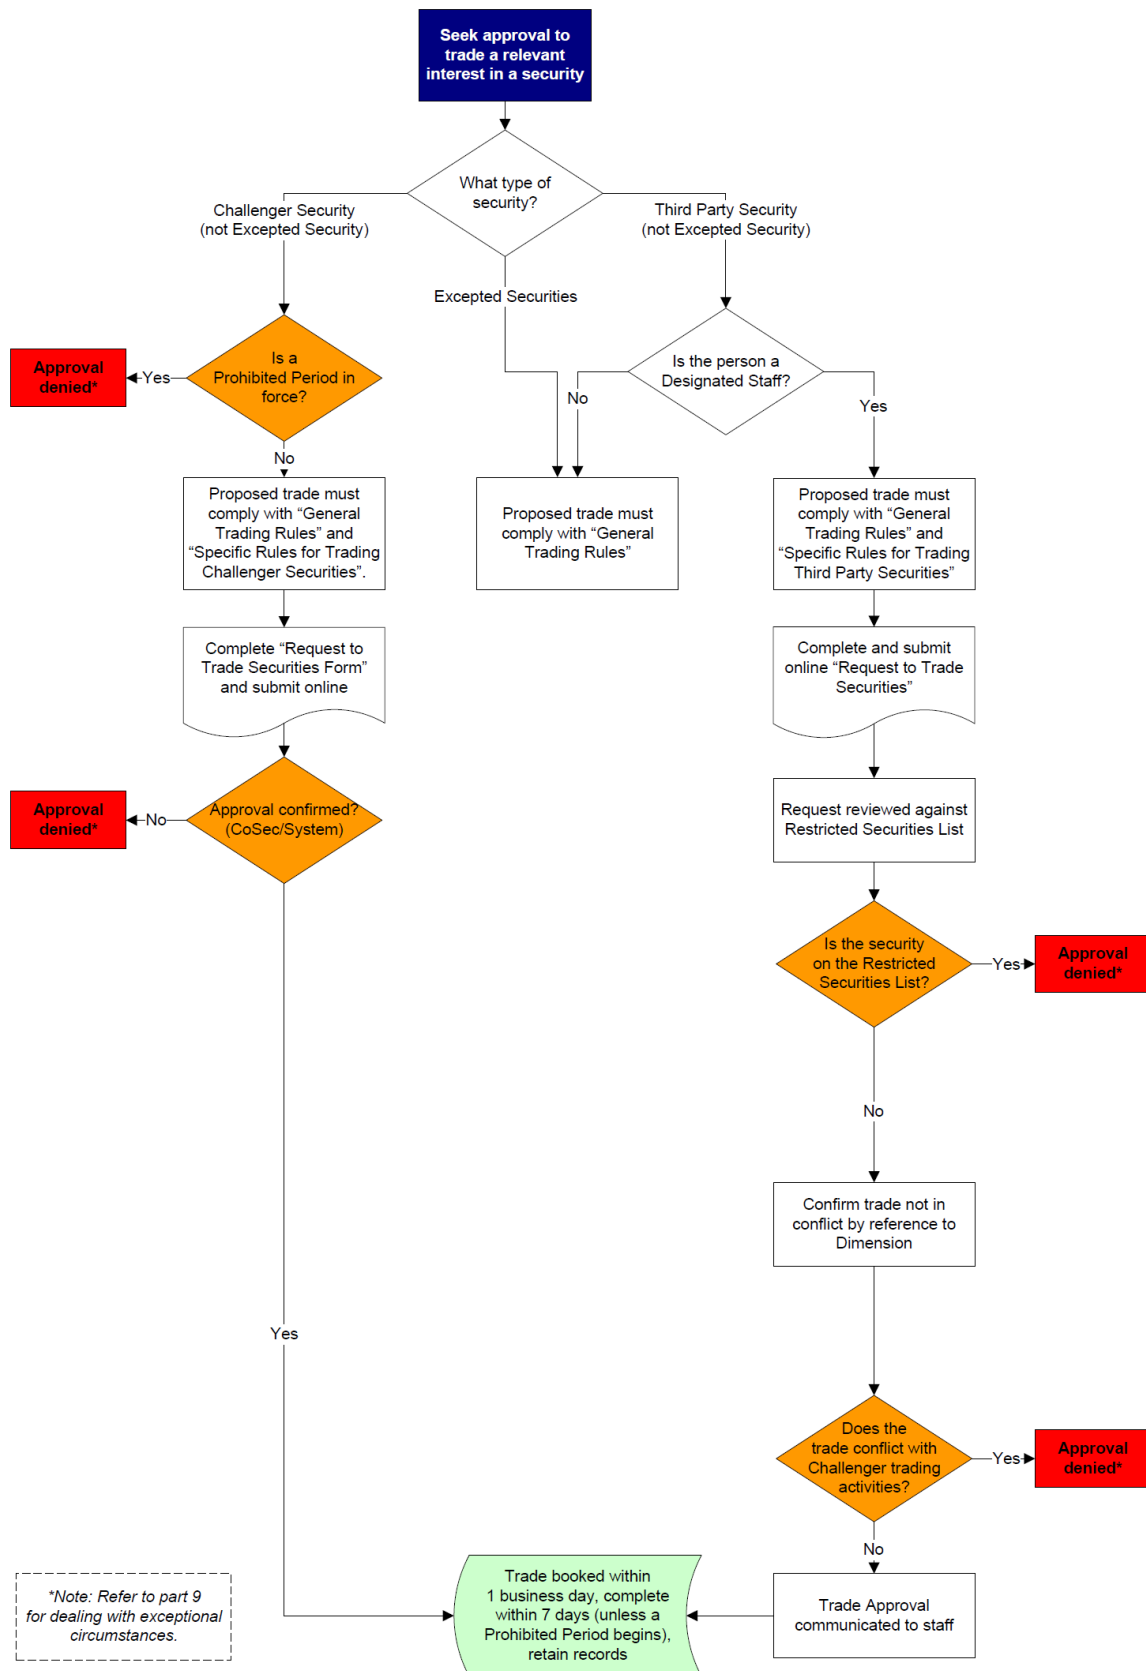 Seek approval to
trade a relevant
interest in a security
What type of
security?
Challenger Security
(not Excepted Security)
Third Party Security
(not Excepted Security)
Excepted Securities
Is a
Prohibited Period in
force?
Yes
Approval
denied*
Is the person a
Designated Staff?
No
Yes
No
Proposed trade must
comply with “General
Trading Rules” and
“Specific Rules for Trading
Challenger Securities”.
Proposed trade must
comply with “General
Trading Rules”
Proposed trade must
comply with “General
Trading Rules” and
“Specific Rules for Trading
Third Party Securities”
Complete “Request to
Trade Securities Form”
and submit online
Complete and submit
online “Request to Trade
Securities”
Approval confirmed?
(CoSec/System)
No
Approval
denied*
Request reviewed against
Restricted Securities List
Is the security
on the Restricted
Securities List?
Yes
Approval
denied*
No
Confirm trade not in
conflict by reference to
Dimension
Yes
Does the
trade conflict with
Challenger trading
activities?
Yes
Approval
denied*
No
Trade Approval
communicated to staff
Trade booked within
1 business day, complete
within 7 days (unless a
Prohibited Period begins),
retain records
*Note: Refer to part 9
for dealing with exceptional
circumstances.